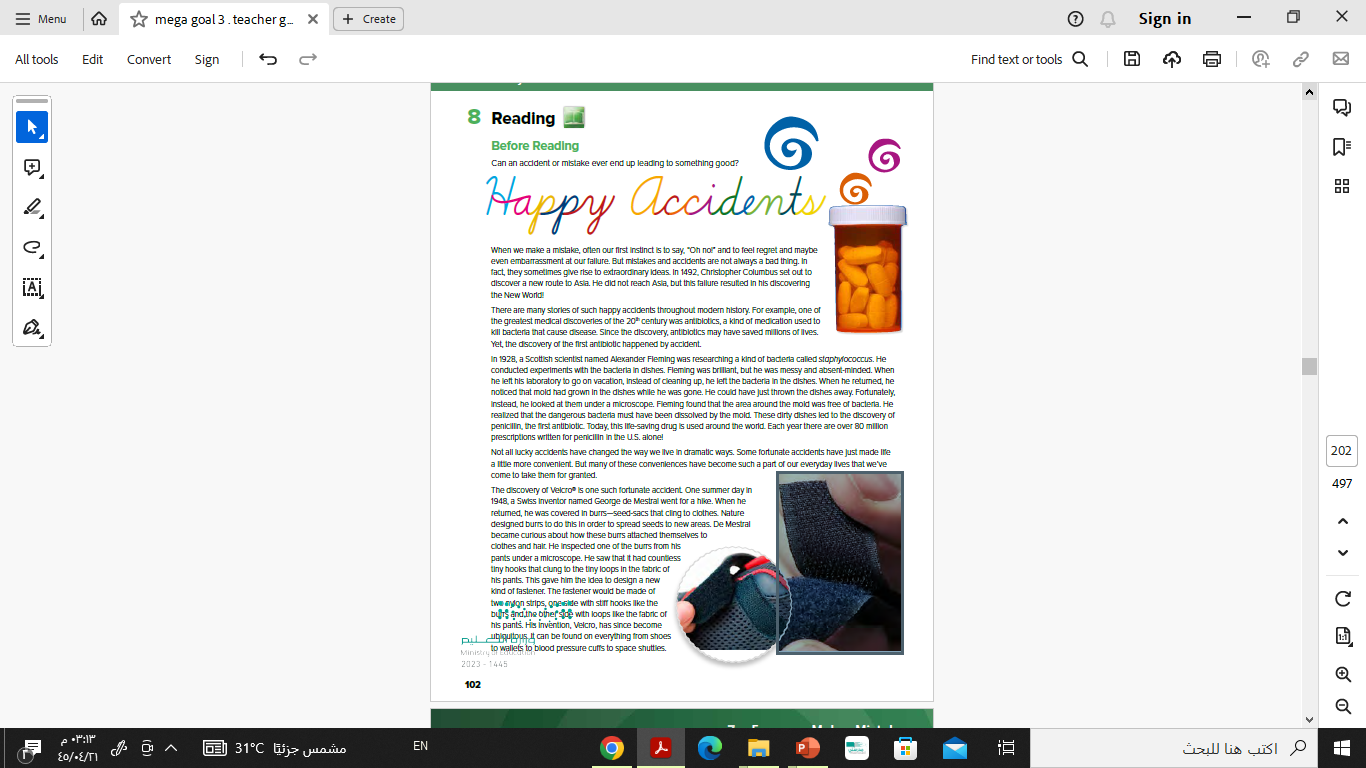 Menu
mega goal 3 . teacher g...
Create
Sign in
All tools
Edit
Convert
Sign
Find text or tools
8 Reading
Before Reading
Can an accident or mistake ever end up leading to something good?
Happy Accidents
When we make a mistake, often our first instinct is to say, "Oh no!" and to feel regret and maybe
even embarrassment at our failure. But mistakes and accidents are not always a bad thing. In
fact, they sometimes give rise to extraordinary ideas. In 1492, Christopher Columbus set out to
discover a new route to Asia. He did not reach Asia, but this failure resulted in his discovering
the New World!
There are many stories of such happy accidents throughout modern history. For example, one of
the greatest medical discoveries of the 20th century was antibiotics, a kind of medication used to
kill bacteria that cause disease. Since the discovery, antibiotics may have saved millions of lives.
Yet, the discovery of the first antibiotic happened by accident.
In 1928, a Scottish scientist named Alexander Fleming was researching a kind of bacteria called staphylococcus. He
conducted experiments with the bacteria in dishes. Fleming was brilliant, but he was messy and absent-minded. When
he left his laboratory to go on vacation, instead of cleaning up, he left the bacteria in the dishes. When he returned, he
noticed that mold had grown in the dishes while he was gone. He could have just thrown the dishes away. Fortunately,
instead, he looked at them under a microscope. Fleming found that the area around the mold was free of bacteria. He
realized that the dangerous bacteria must have been dissolved by the mold. These dirty dishes led to the discovery of
penicillin, the first antibiotic. Today, this life-saving drug is used around the world. Each year there are over 80 million
prescriptions written for penicillin in the U.S. alone!
Not all lucky accidents have changed the way we live in dramatic ways. Some fortunate accidents have just made life
a little more convenient. But many of these conveniences have become such a part of our everyday lives that we've
come to take them for granted.
The discovery of Velcro® is one such fortunate accident. One summer day in
1948, a Swiss inventor named George de Mestral went for a hike. When he
returned, he was covered in burrs—seed-sacs that cling to clothes. Nature
designed burrs to do this in order to spread seeds to new areas. De Mestral
became curious about how these burrs attached themselves to
clothes and hair. He inspected one of the burrs from his
pants under a microscope. He saw that it had countless
tiny hooks that clung to the tiny loops in the fabric of
his pants. This gave him the idea to design a new
kind of fastener. The fastener would be made of
two nylon strips, one side with stiff hooks like the
burrs and the other side with loops like the fabric of
his pants. His invention, Velcro, has since become
ubiquitous. It can be found on everything from shoes
to wallets to blood pressure cuffs to space shuttles.
وزارة التعليم
Ministry of Education
2023 - 1445
102
202
497
٠٣:١٣ م
٤٥/٠٤/٢١
31°C مشمس جزئيًا
EN
اكتب هنا للبحث